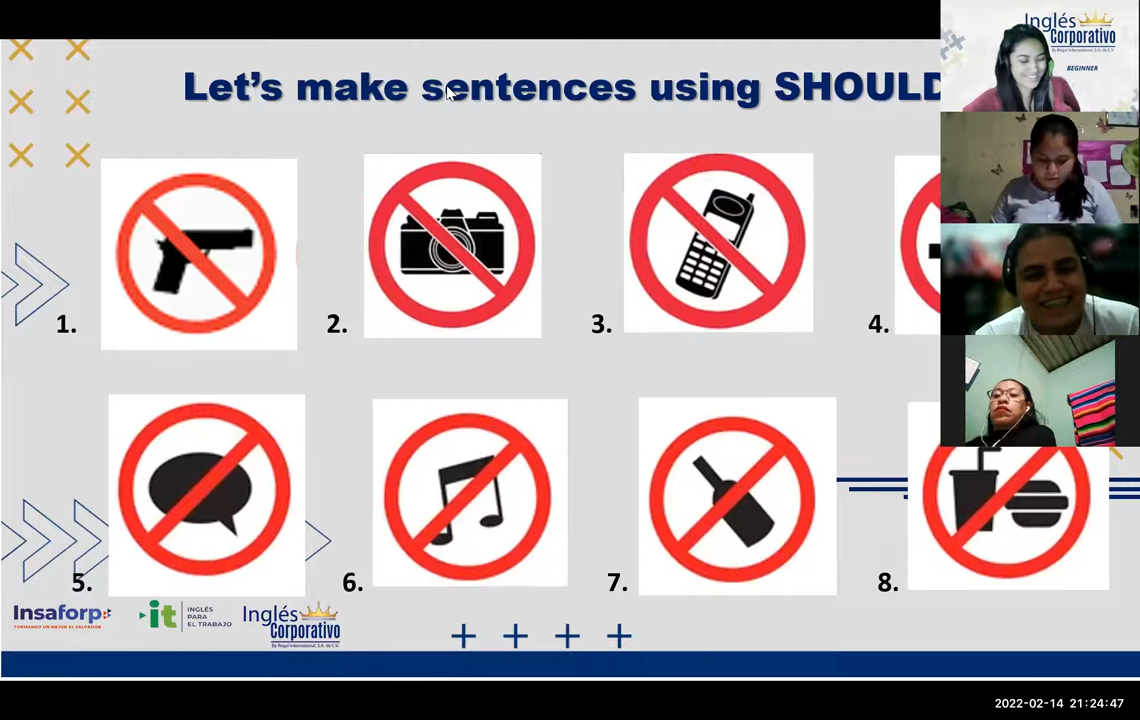 Inglés
Corporativo
By Regal International, S.A. de C.V.
BEGINNER
Let's make sentences using SHOULD
1.
2.
3.
4.
5.
6.
7.
8.
Insaforp
FORMANDO UN MEJOR EL SALVADOR
it
INGLÉS
PARA
EL TRABAJO
Inglés
Corporativo
By Regal International, S.A. de C.V.
2022-02-14 21:24:47